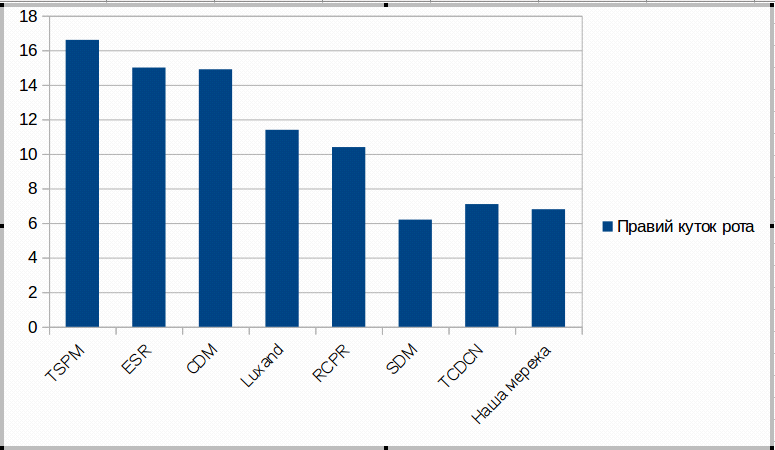 18
16
14
12
10
8
6
4
2
0
TSPM
ESR
CDM
Luxand
RCPR
SDM
TCDCN
Наша мережа
Правий куток рота